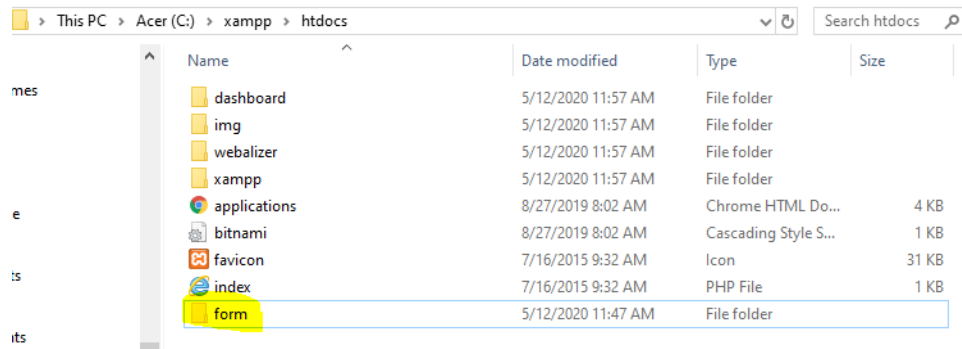 This PC > Acer (C:) > xampp > htdocs Search htdocs
Name Date modified Type Size
mes
dashboard 5/12/2020 11:57 AM File folder
img 5/12/2020 11:57 AM File folder
webalizer 5/12/2020 11:57 AM File folder
xampp 5/12/2020 11:57 AM File folder
e
applications 8/27/2019 8:02 AM Chrome HTML Do... 4 KB
bitnami 8/27/2019 8:02 AM Cascading Style S... 1 KB
favicon 7/16/2015 9:32 AM Icon 31 KB
ts
index 7/16/2015 9:32 AM PHP File 1 KB
form 5/12/2020 11:47 AM File folder
nts